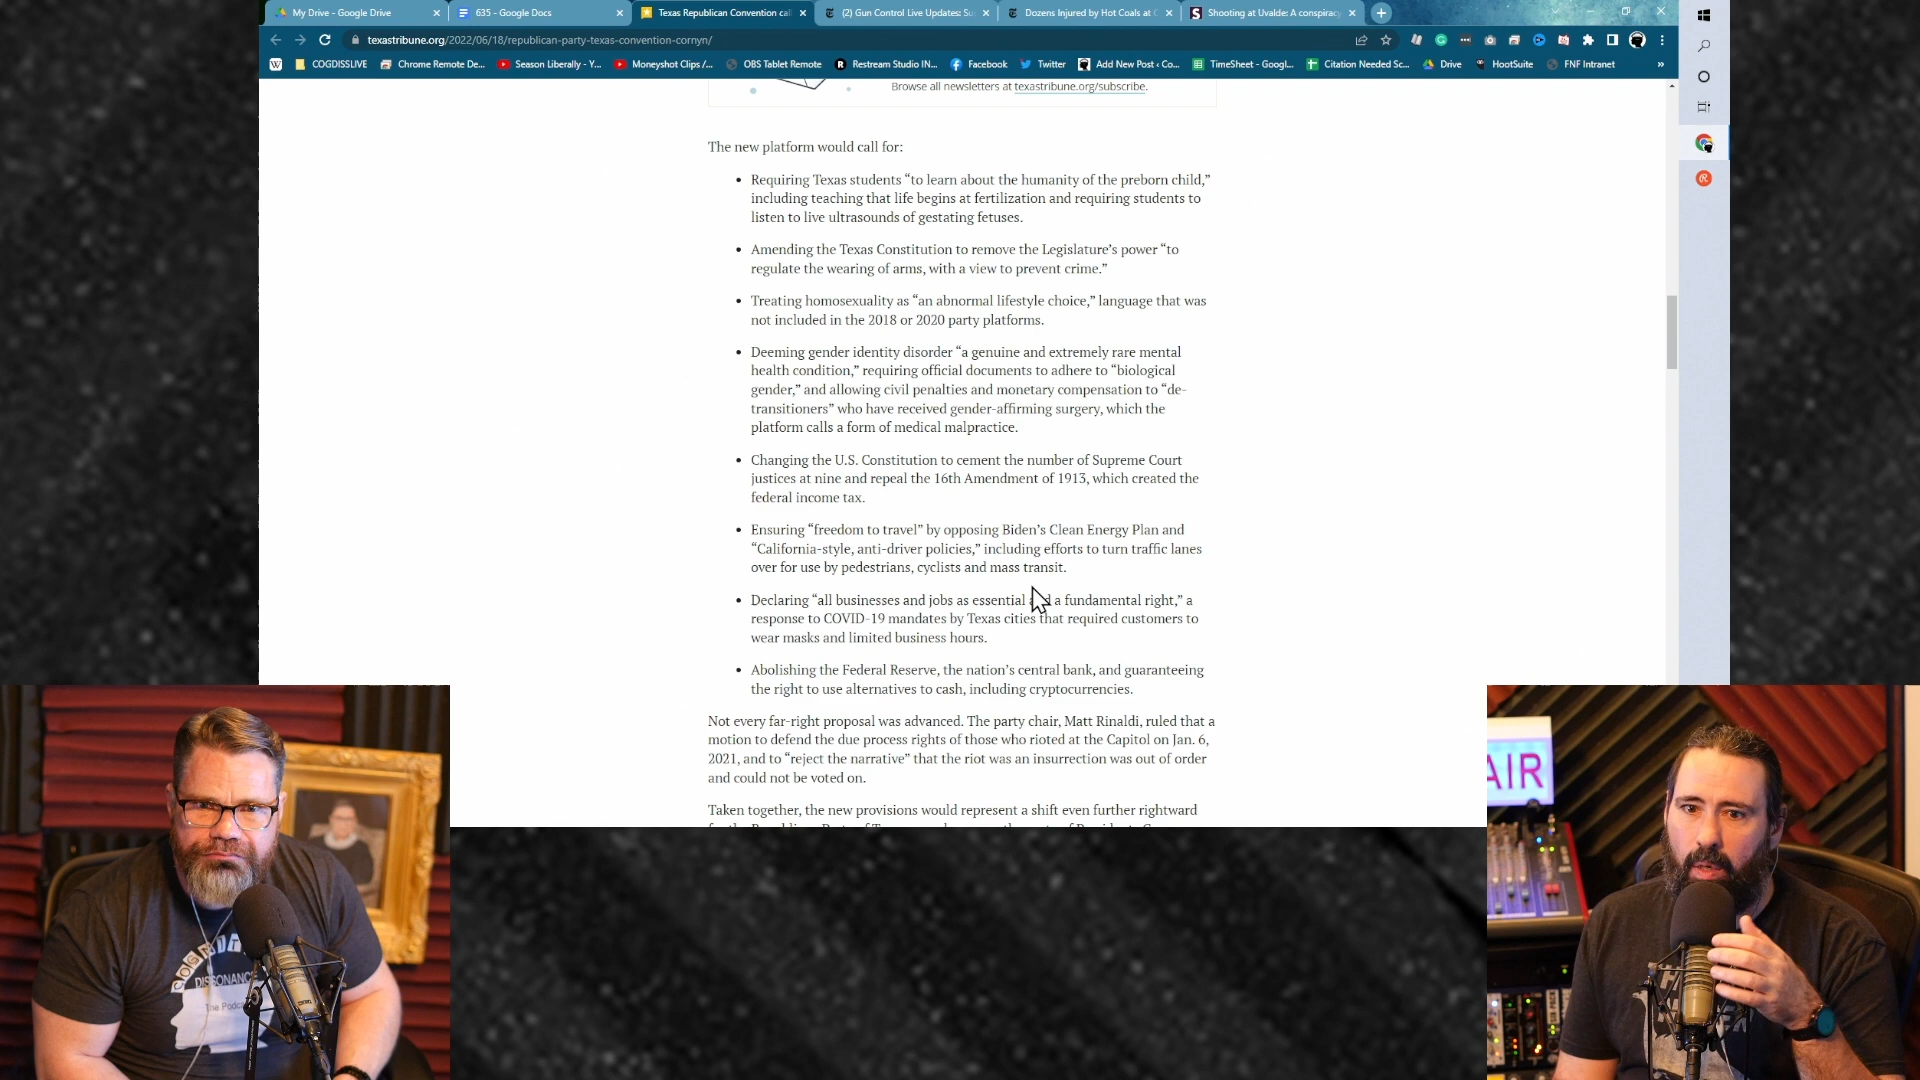 My Drive - Google Drive
635 - Google Docs
Texas Republican Convention cal
(2) Gun Control Live Updates: Su
Dozens Injured by Hot Coals at
Shooting at Uvalde: A conspiracy
texastribune.org/2022/06/18/republican-party-texas-convention-cornyn/
COGDISSLIVE
Chrome Remote De...
Season Liberally - Y...
Moneyshot Clips /...
OBS Tablet Remote
Restream Studio IN...
Facebook
Twitter
Add New Post ‹ Co...
TimeSheet - Googl...
Citation Needed Sc...
Drive
HootSuite
FNF Intranet
Browse all newsletters at texastribune.org/subscribe.
The new platform would call for:
• Requiring Texas students “to learn about the humanity of the preborn child,”
including teaching that life begins at fertilization and requiring students to
listen to live ultrasounds of gestating fetuses.
• Amending the Texas Constitution to remove the Legislature’s power “to
regulate the wearing of arms, with a view to prevent crime.”
• Treating homosexuality as “an abnormal lifestyle choice,” language that was
not included in the 2018 or 2020 party platforms.
• Deeming gender identity disorder “a genuine and extremely rare mental
health condition,” requiring official documents to adhere to “biological
gender,” and allowing civil penalties and monetary compensation to “de-
transitioners” who have received gender-affirming surgery, which the
platform calls a form of medical malpractice.
• Changing the U.S. Constitution to cement the number of Supreme Court
justices at nine and repeal the 16th Amendment of 1913, which created the
federal income tax.
• Ensuring “freedom to travel” by opposing Biden’s Clean Energy Plan and
“California-style, anti-driver policies,” including efforts to turn traffic lanes
over for use by pedestrians, cyclists and mass transit.
• Declaring “all businesses and jobs as essential and a fundamental right,” a
response to COVID-19 mandates by Texas cities that required customers to
wear masks and limited business hours.
• Abolishing the Federal Reserve, the nation’s central bank, and guaranteeing
the right to use alternatives to cash, including cryptocurrencies.
Not every far-right proposal was advanced. The party chair, Matt Rinaldi, ruled that a
motion to defend the due process rights of those who rioted at the Capitol on Jan. 6,
2021, and to “reject the narrative” that the riot was an insurrection was out of order
and could not be voted on.
Taken together, the new provisions would represent a shift even further rightward
AIR
DISSONANCE
The Podcast